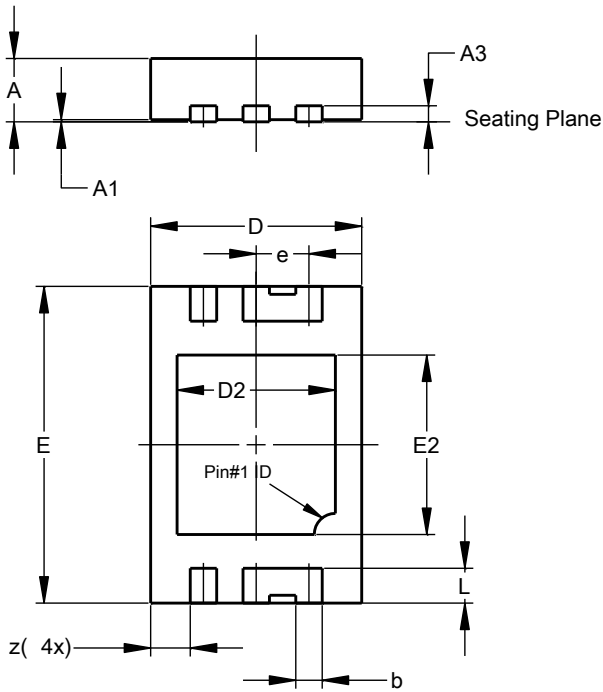 A
A3
Seating Plane
A1
D
e
D2
E
E2
Pin#1 ID
L
z( 4x)
b